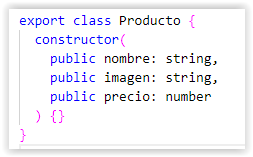 export class Producto {
  constructor(
    public nombre: string,
    public imagen: string,
    public precio: number
  ) {}
}